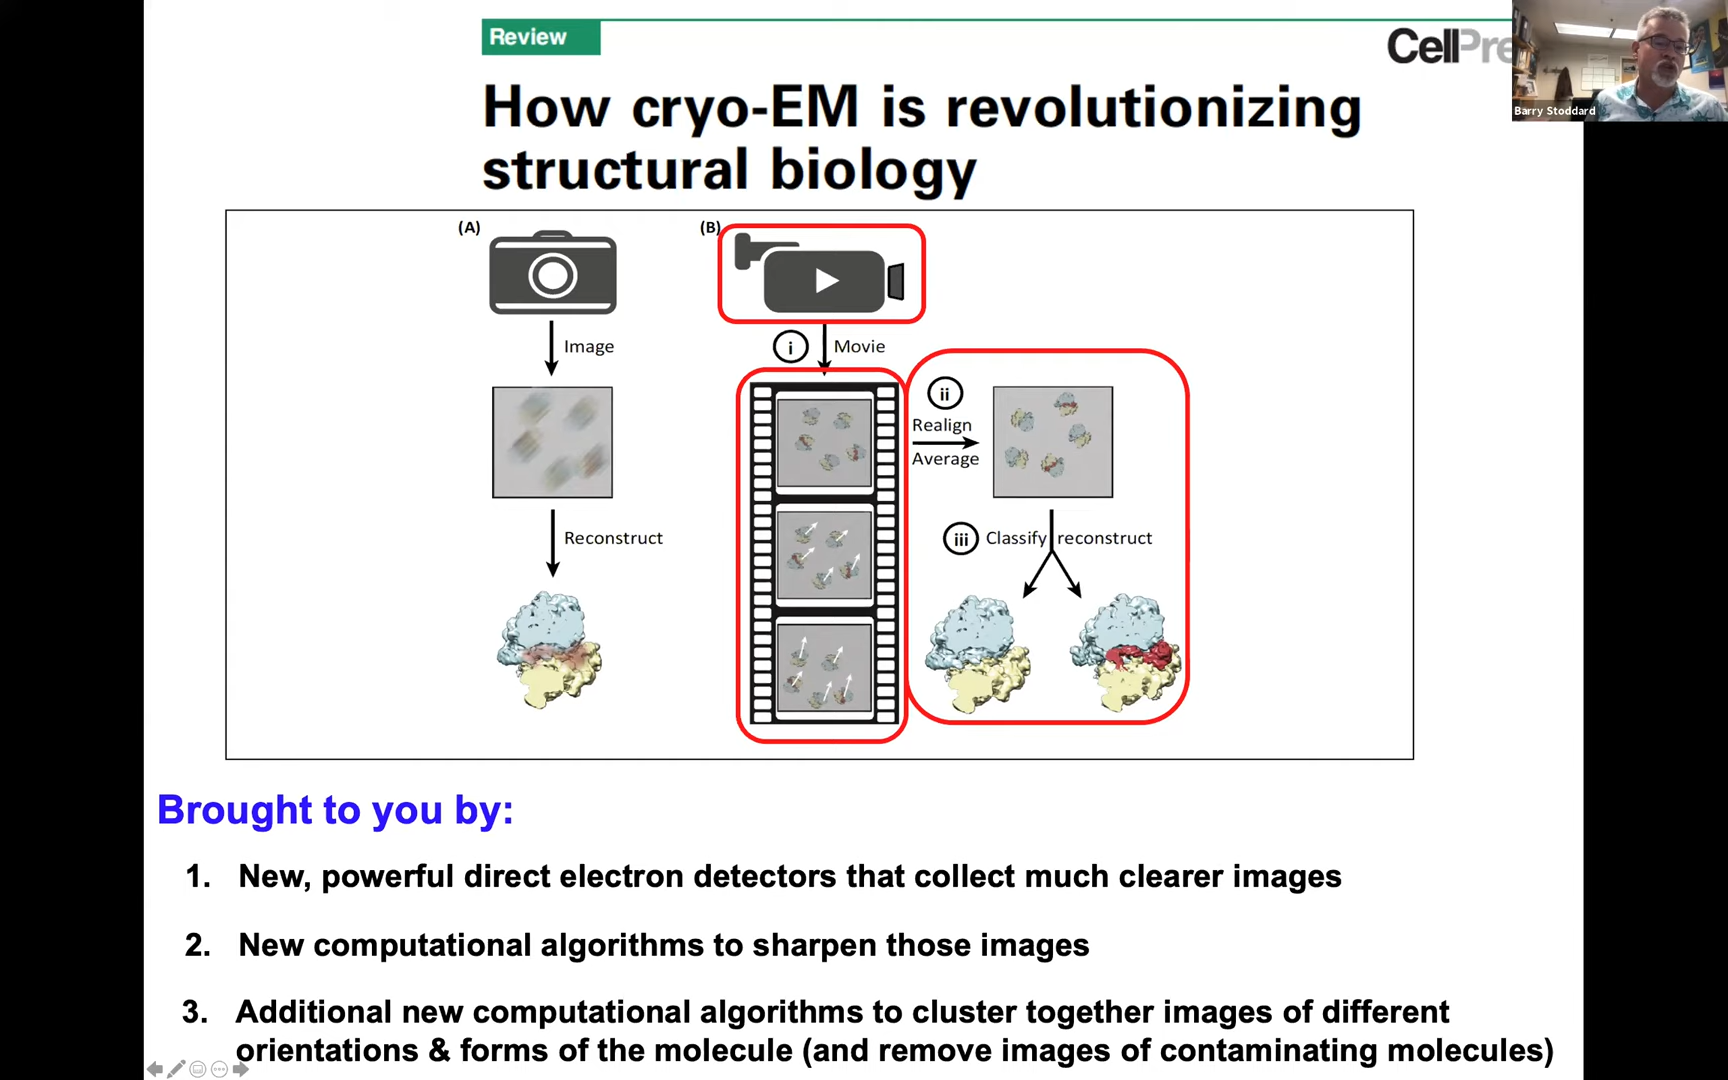 Review
CellPre
Barry Stoddard
How cryo-EM is revolutionizing
structural biology
(A)
(B)
Image
i
Movie
ii
Realign
Average
Reconstruct
iii
Classify reconstruct
Brought to you by:
1. New, powerful direct electron detectors that collect much clearer images
2. New computational algorithms to sharpen those images
3. Additional new computational algorithms to cluster together images of different
orientations & forms of the molecule (and remove images of contaminating molecules)